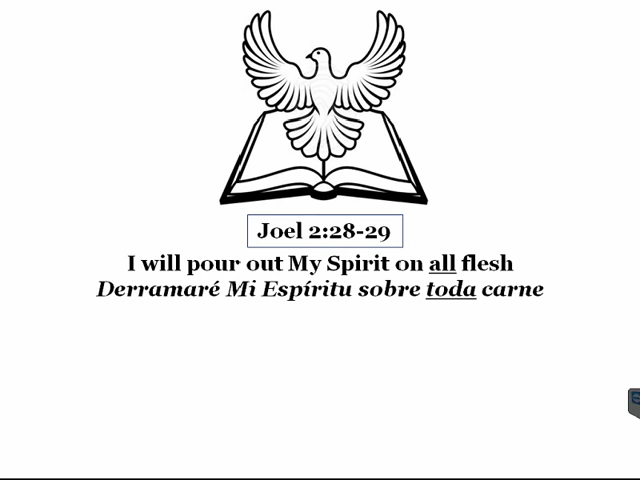 Joel 2:28-29
I will pour out My Spirit on all flesh
Derramaré Mi Espíritu sobre toda carne